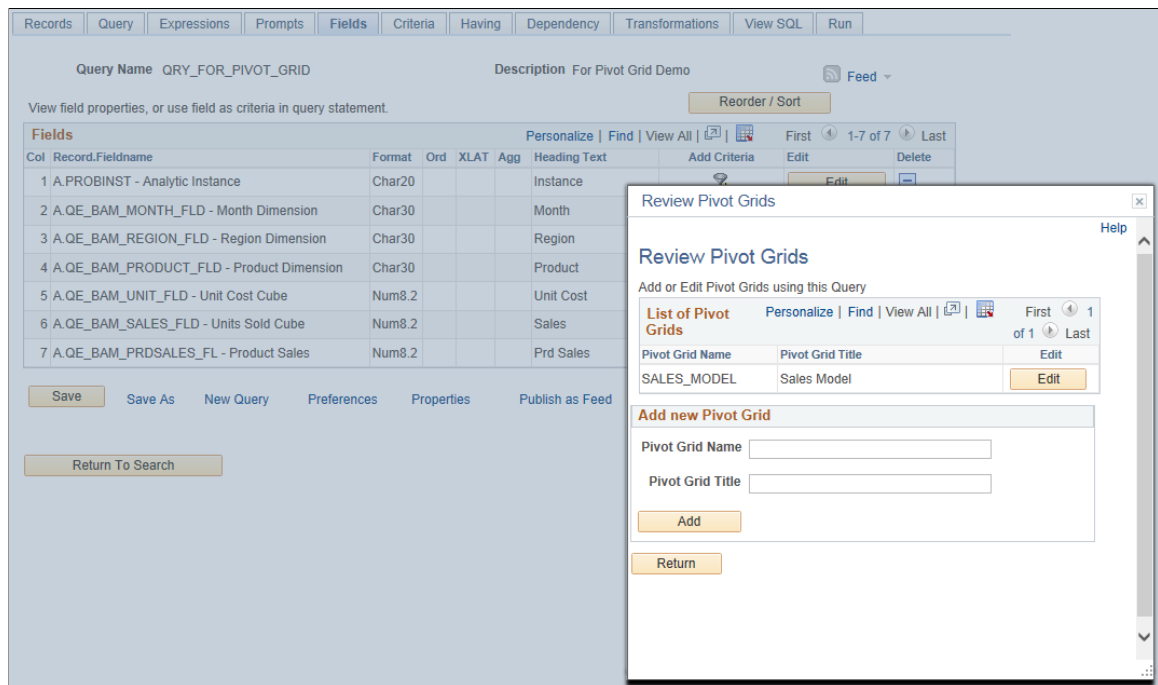 Records Query Expressions Prompts Fields Criteria Having Dependency Transformations View SQL Run
Query Name QRY_FOR_PIVOT_GRID Description For Pivot Grid Demo Feed
View field properties, or use field as criteria in query statement. Reorder / Sort
Fields Personalize | Find | View All | | First 1-7 of 7 Last
Col Record.Fieldname Format Ord XLAT Agg Heading Text Add Criteria Edit Delete
1 A.PROBINST - Analytic Instance Char20 Instance Edit
2 A.QE_BAM_MONTH_FLD - Month Dimension Char30 Month
3 A.QE_BAM_REGION_FLD - Region Dimension Char30 Region
4 A.QE_BAM_PRODUCT_FLD - Product Dimension Char30 Product
5 A.QE_BAM_UNIT_FLD - Unit Cost Cube Num8.2 Unit Cost
6 A.QE_BAM_SALES_FLD - Units Sold Cube Num8.2 Sales
7 A.QE_BAM_PRDSALES_FL - Product Sales Num8.2 Prd Sales
Save Save As New Query Preferences Properties Publish as Feed
Return To Search
Review Pivot Grids
Help
Review Pivot Grids
Add or Edit Pivot Grids using this Query
List of Pivot Grids Personalize | Find | View All | | First 1 of 1 Last
Pivot Grid Name Pivot Grid Title Edit
SALES_MODEL Sales Model Edit
Add new Pivot Grid
Pivot Grid Name
Pivot Grid Title
Add
Return